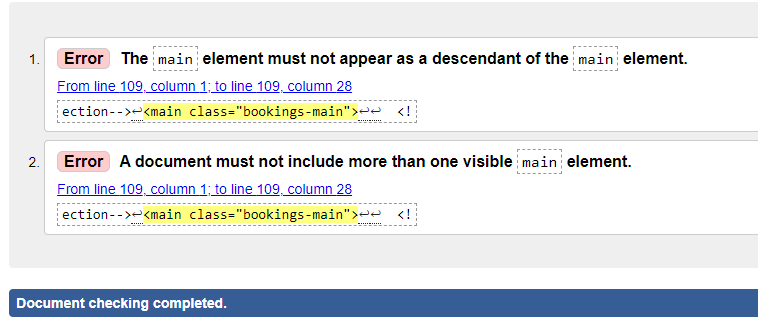 1. Error The main element must not appear as a descendant of the main element.
From line 109, column 1; to line 109, column 28
ection-->↩<main class="bookings-main">↩↩ <!
2. Error A document must not include more than one visible main element.
From line 109, column 1; to line 109, column 28
ection-->↩<main class="bookings-main">↩↩ <!
Document checking completed.